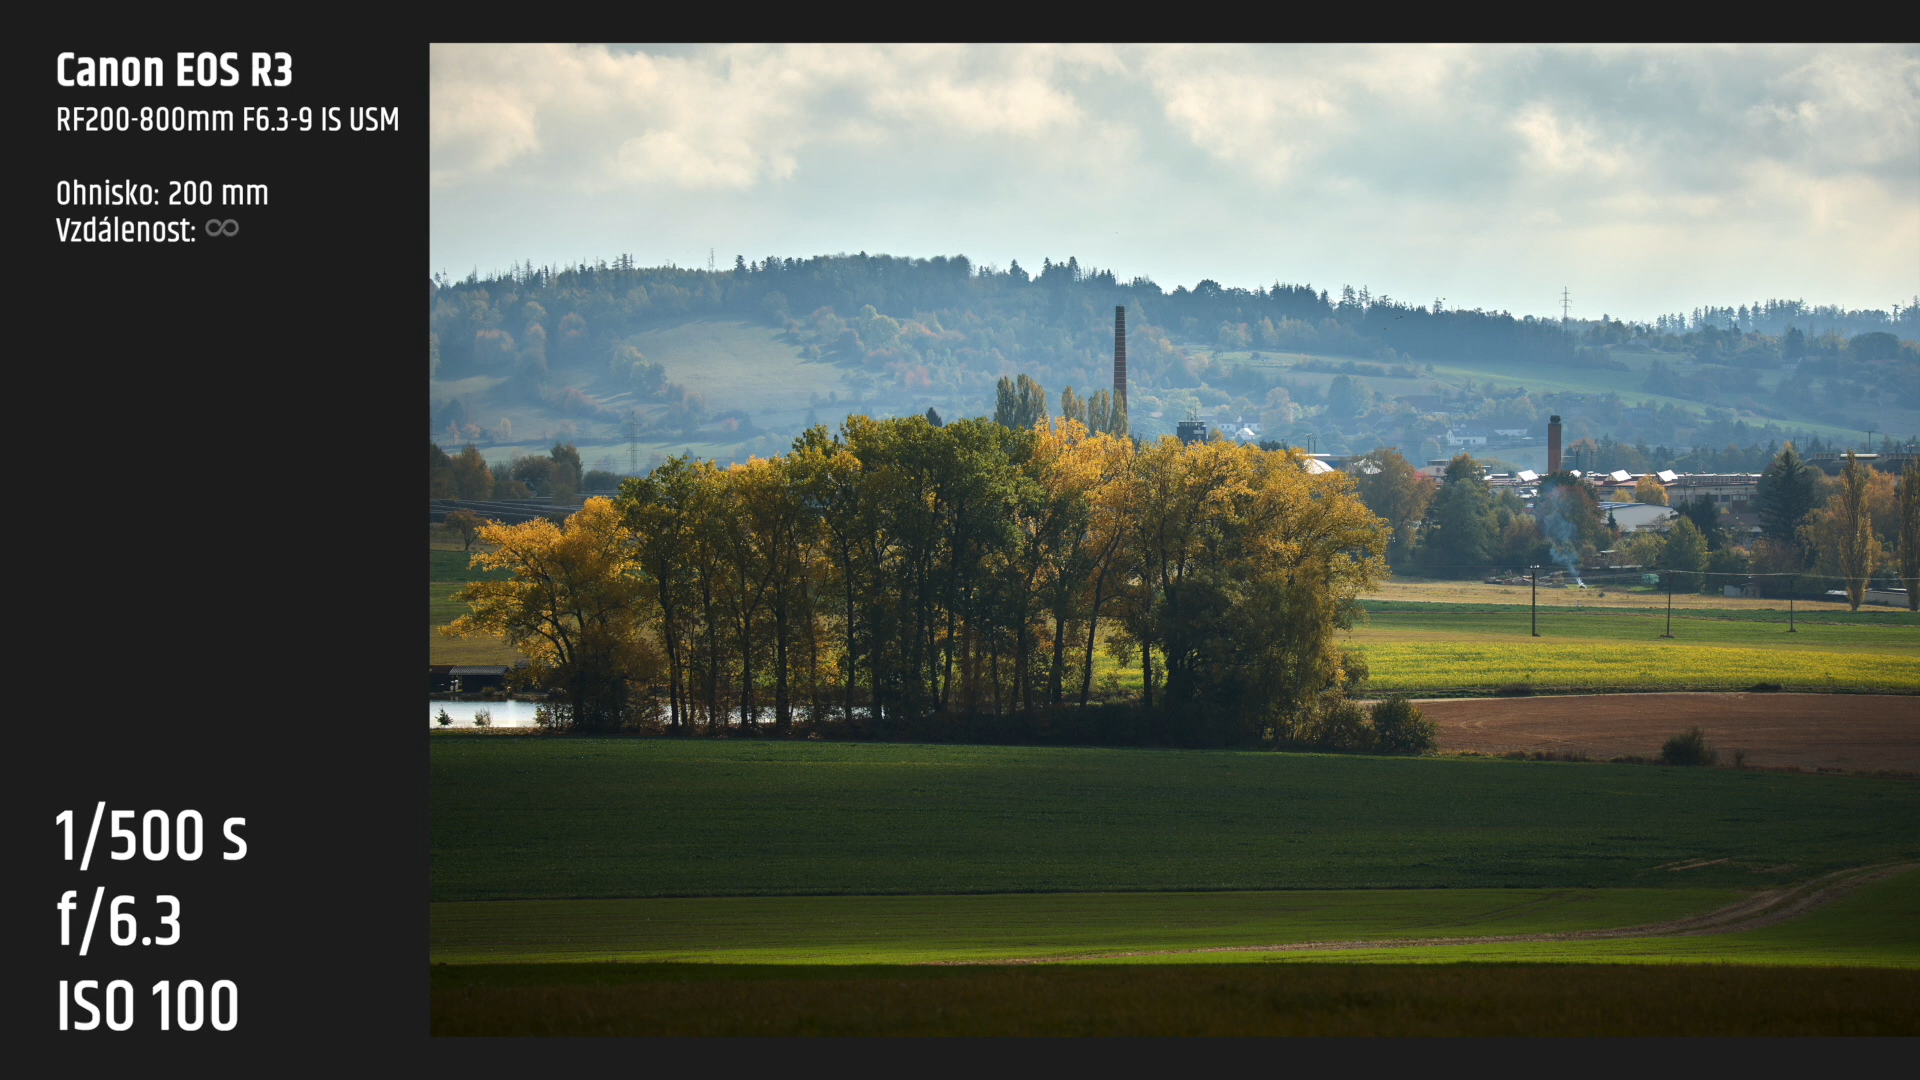 Canon EOS R3
RF200-800mm F6.3-9 IS USM
Ohnisko: 200 mm
Vzdálenost: ∞
1/500 s
f/6.3
ISO 100